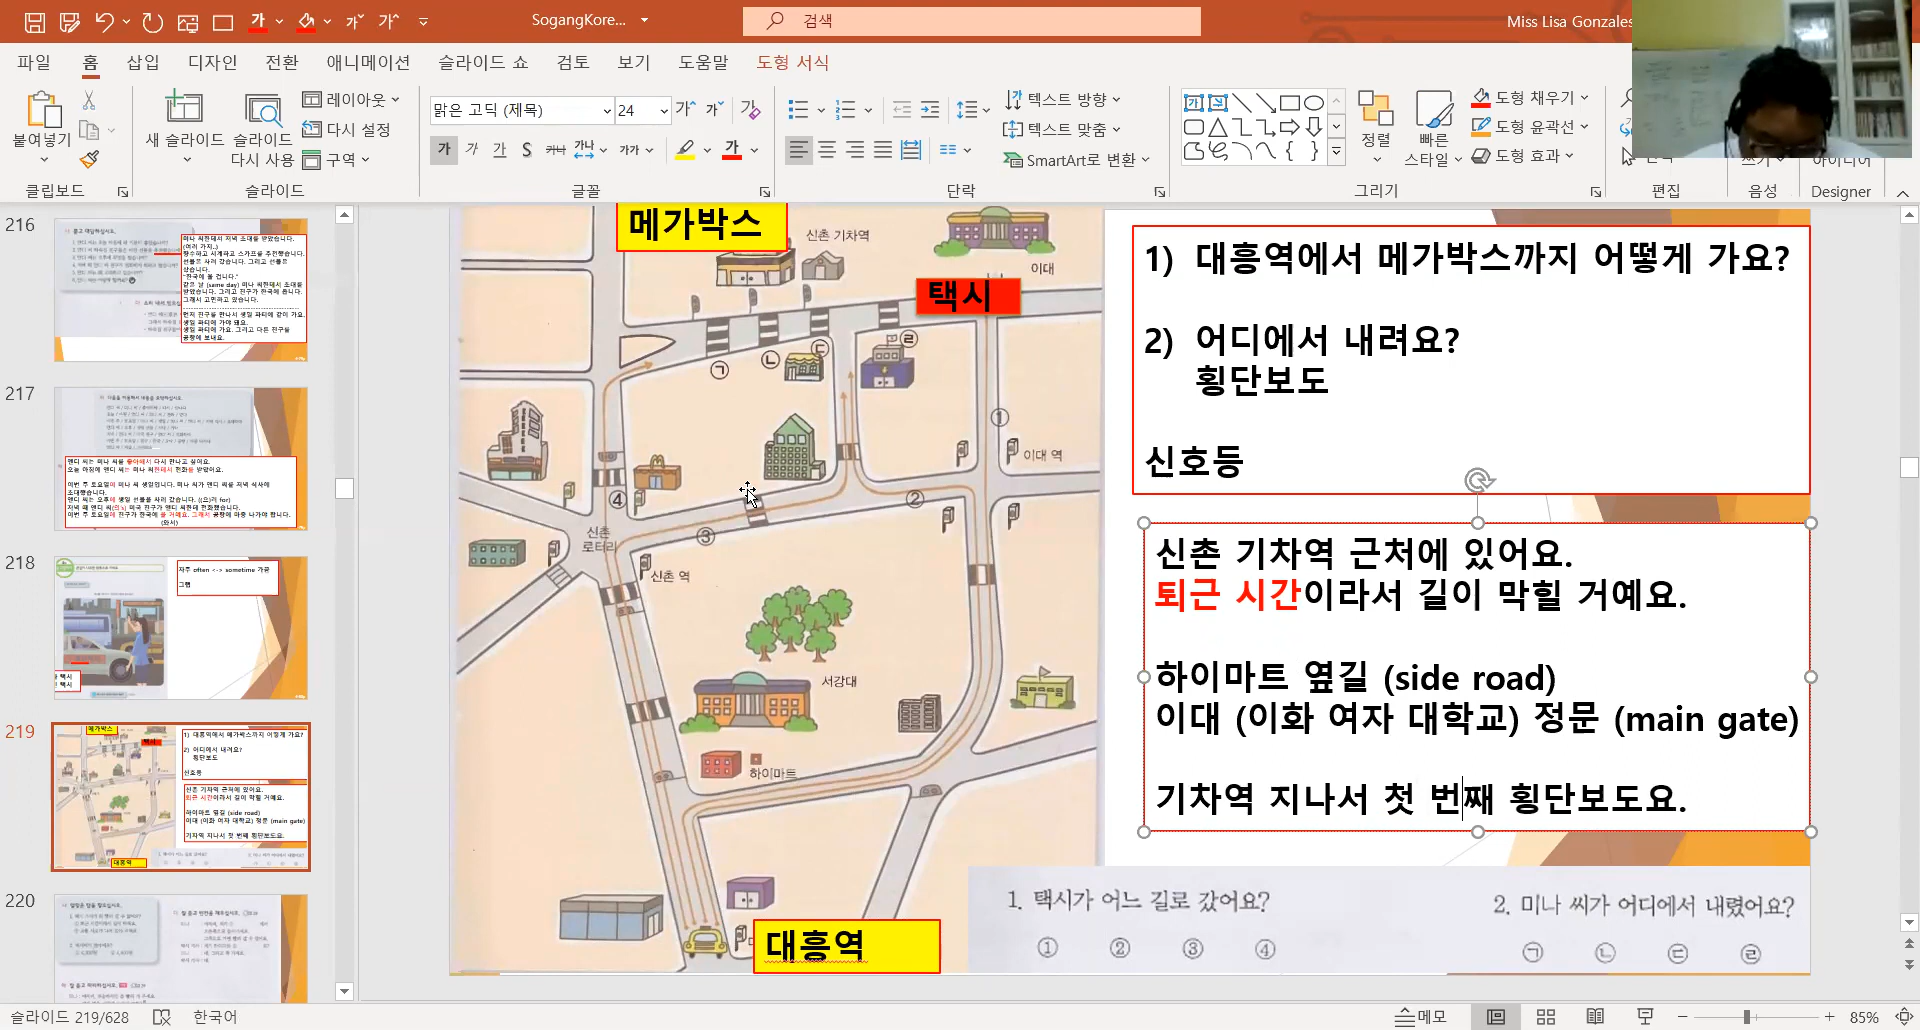 SogangKore...
검색
Miss Lisa Gonzales
파일 홈 삽입 디자인 전환 애니메이션 슬라이드 쇼 검토 보기 도움말 도형 서식
붙여넣기
클립보드
새 슬라이드
슬라이드 다시 사용
레이아웃
다시 설정
구역
슬라이드
맑은 고딕 (제목) 24
글꼴
텍스트 방향
텍스트 맞춤
SmartArt로 변환
단락
정렬
빠른 스타일
도형 채우기
도형 윤곽선
도형 효과
그리기
편집
음성
Designer
216
217
218
219
220
메가박스
신촌 기차역
이대
택시
㉠
㉡
㉢
㉣
①
이대 역
④
②
신촌 로터리
③
신촌 역
서강대
하이마트
대흥역
1) 대흥역에서 메가박스까지 어떻게 가요?
2) 어디에서 내려요?
횡단보도
신호등
신촌 기차역 근처에 있어요.
퇴근 시간이라서 길이 막힐 거예요.
하이마트 옆길 (side road)
이대 (이화 여자 대학교) 정문 (main gate)
기차역 지나서 첫 번째 횡단보도요.
1. 택시가 어느 길로 갔어요?
① ② ③ ④
2. 미나 씨가 어디에서 내렸어요?
㉠ ㉡ ㉢ ㉣
슬라이드 219/628
한국어
메모
85%